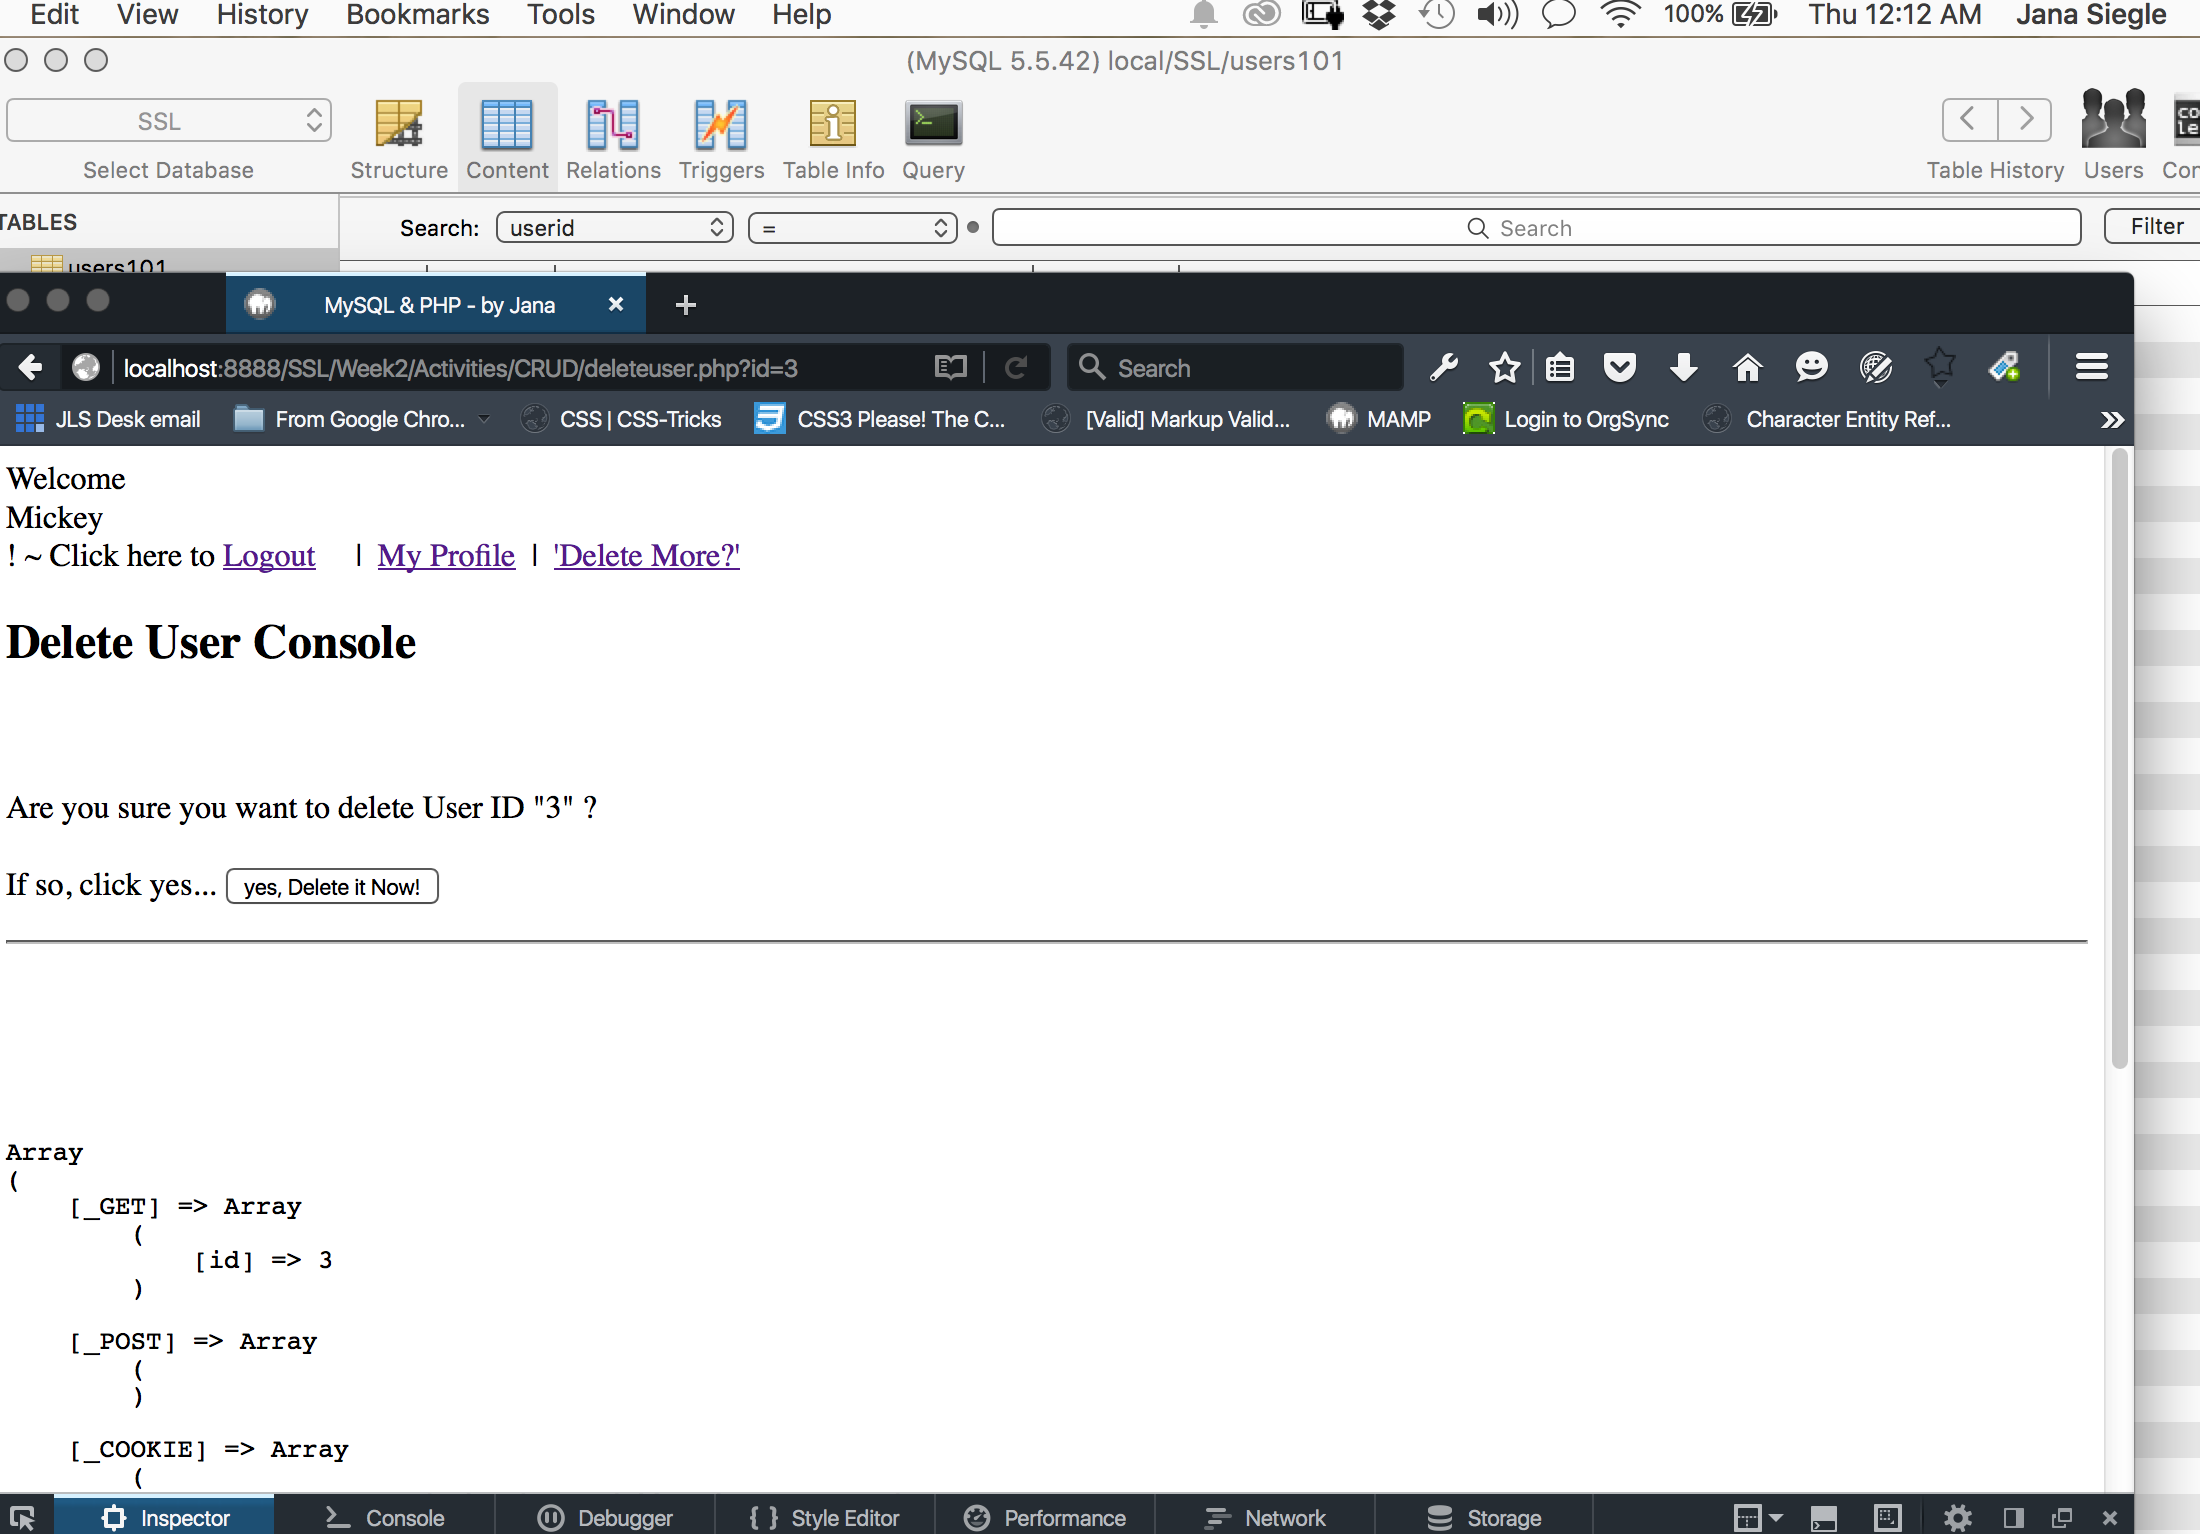 Edit View History Bookmarks Tools Window Help 100% Thu 12:12 AM Jana Siegle
(MySQL 5.5.42) local/SSL/users101
SSL
Select Database Structure Content Relations Triggers Table Info Query Table History Users
TABLES
Search: userid = Search Filter
users101
MySQL & PHP - by Jana × +
localhost:8888/SSL/Week2/Activities/CRUD/deleteuser.php?id=3 Search
JLS Desk email From Google Chro... CSS | CSS-Tricks CSS3 Please! The C... [Valid] Markup Valid... MAMP Login to OrgSync Character Entity Ref... »
Welcome
Mickey
! ~ Click here to Logout | My Profile | 'Delete More?'
Delete User Console
Are you sure you want to delete User ID "3" ?
If so, click yes... yes, Delete it Now!
Array
(
[_GET] => Array
(
[id] => 3
)
[_POST] => Array
(
)
[_COOKIE] => Array
(
Inspector Console Debugger { } Style Editor Performance Network Storage